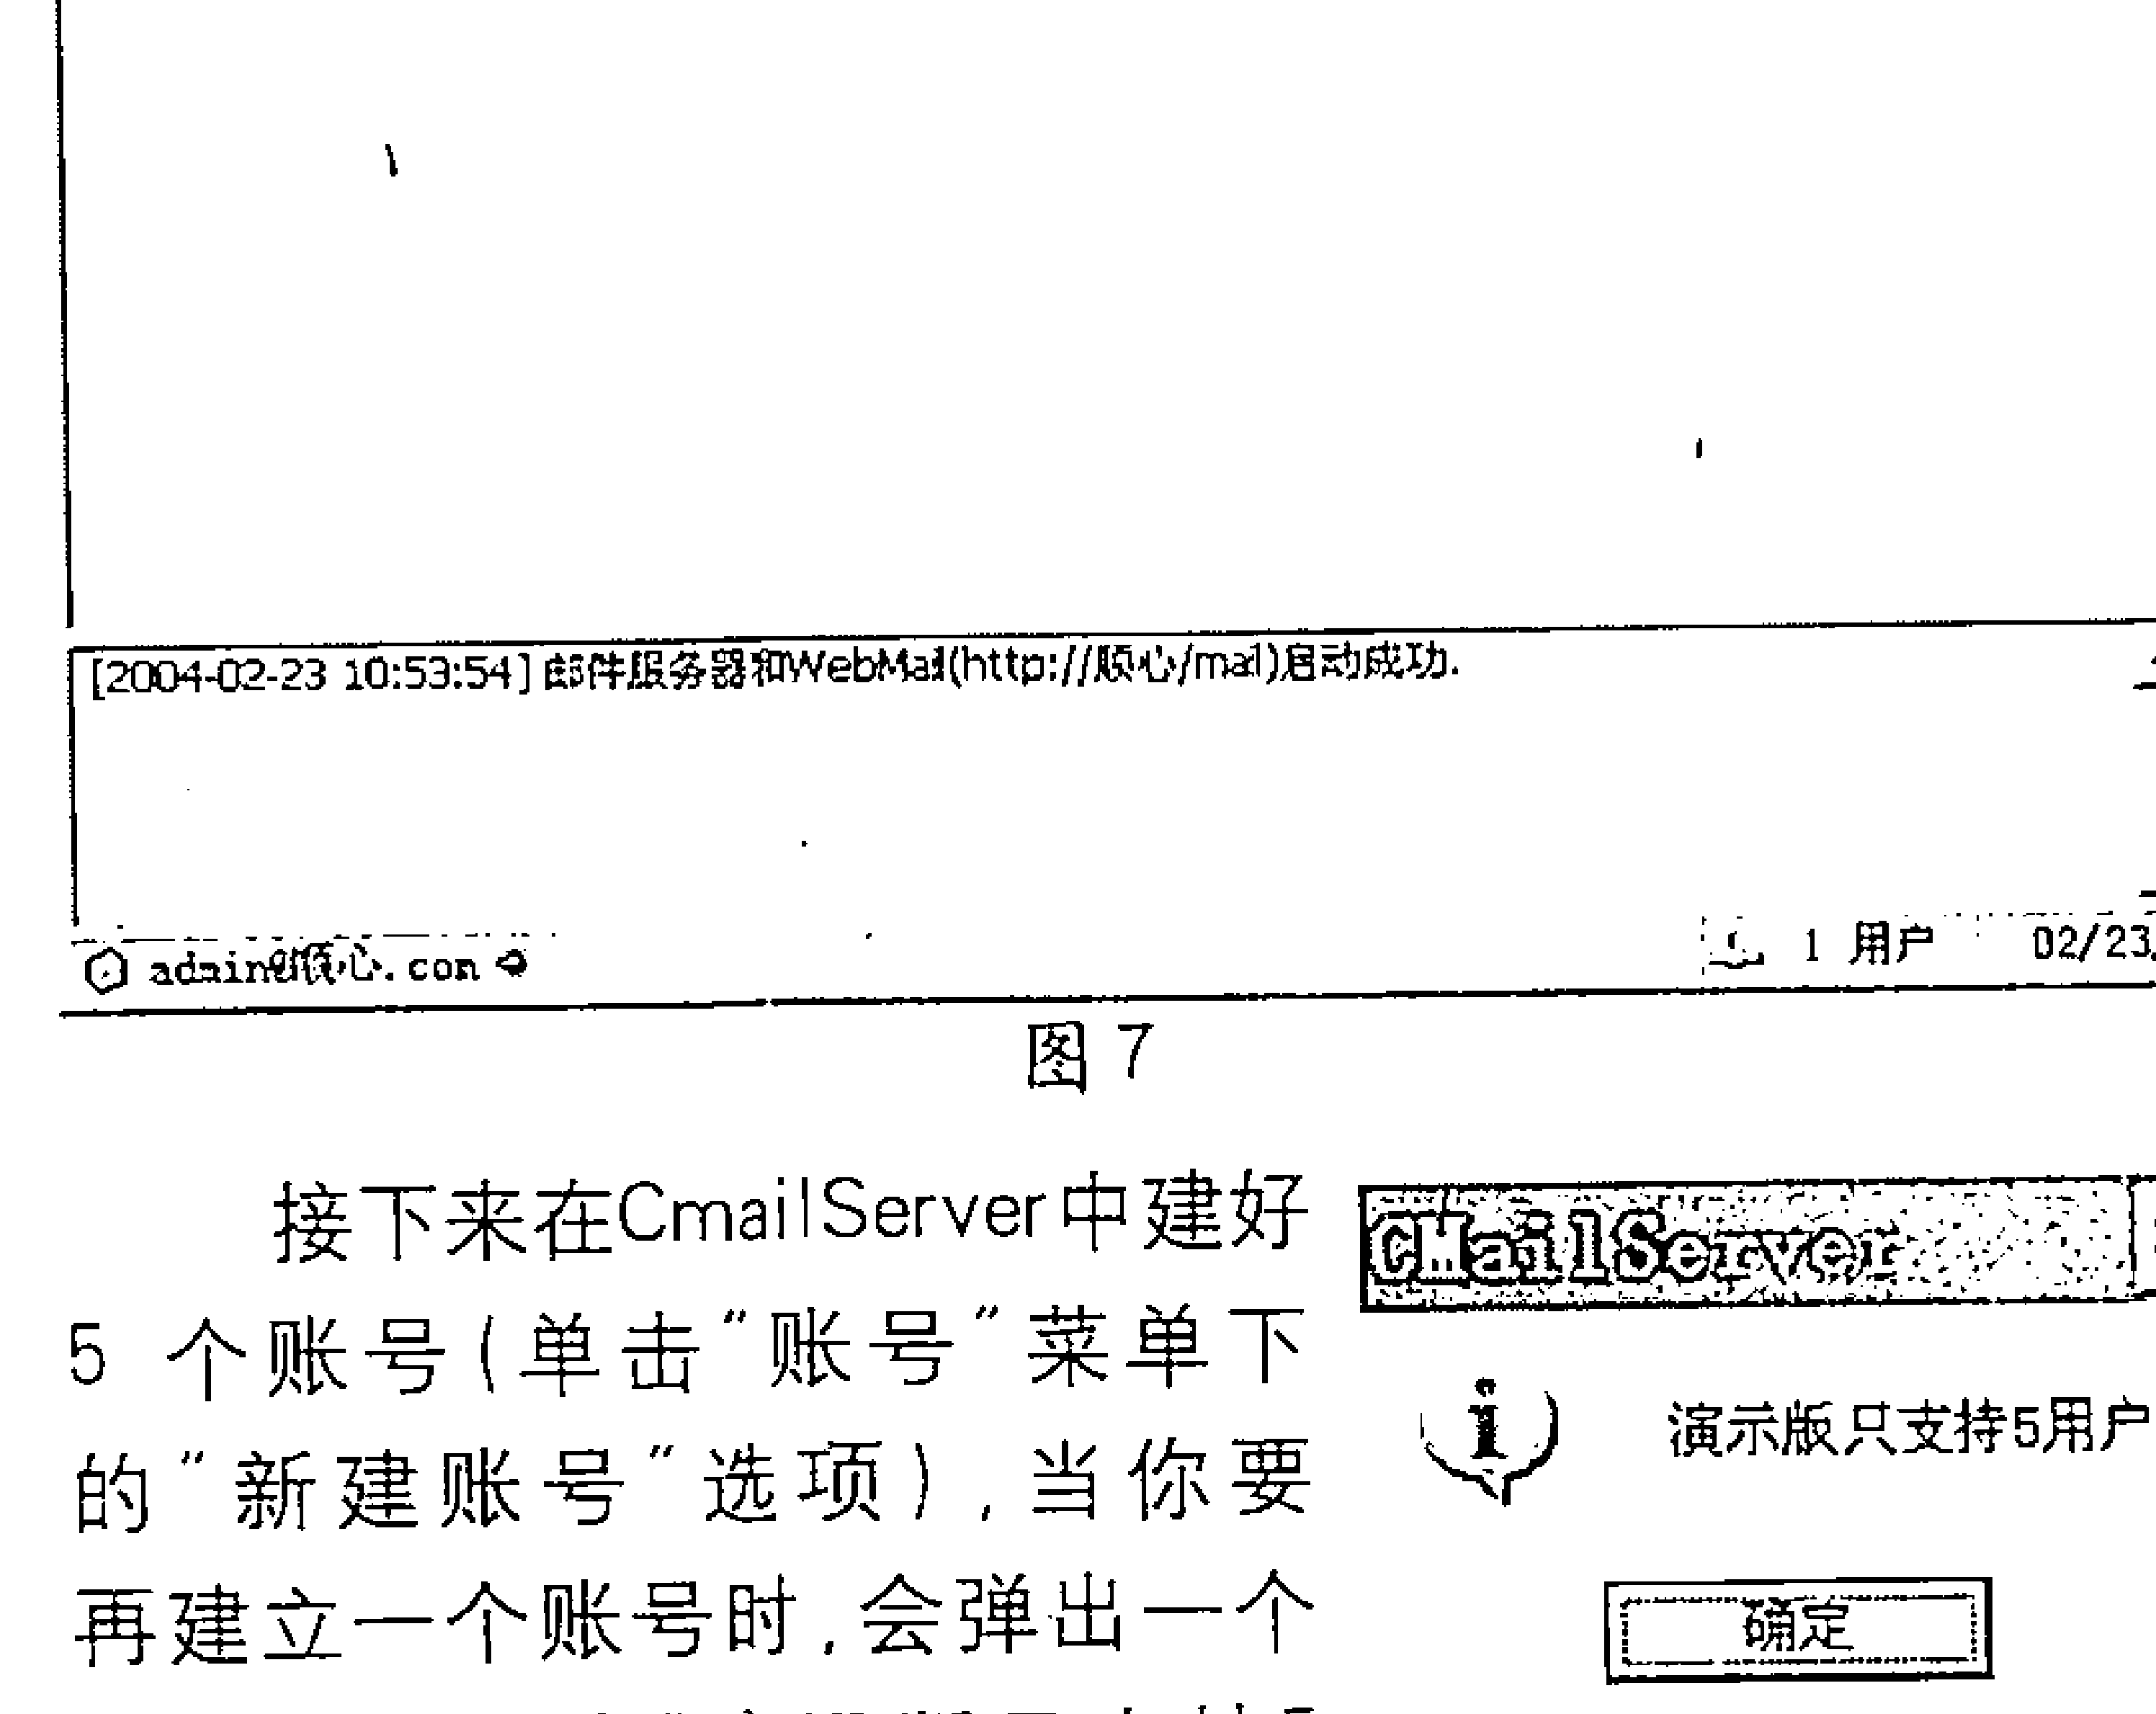 [2004-02-23 10:53:54] 邮件服务器和WebMail(http://顺心/mail)启动成功.
admin@顺心.com
1 用户 02/23
图 7
接下来在CmailServer中建好
5 个账号(单击"账号"菜单下
的"新建账号"选项),当你要
再建立一个账号时,会弹出一个
CMailServer
演示版只支持5用户
确定